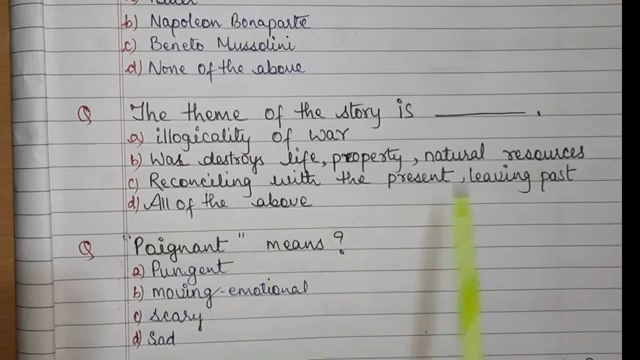 b) Napoleon Bonaparte
c) Beneto Mussolini
d) None of the above
Q The theme of the story is ________ .
a) illogicality of war
b) War destroys life, property, natural resources
c) Reconciling with the present, leaving past
d) All of the above
Q "Poignant" means ?
a) Pungent
b) moving-emotional
c) scary
d) Sad